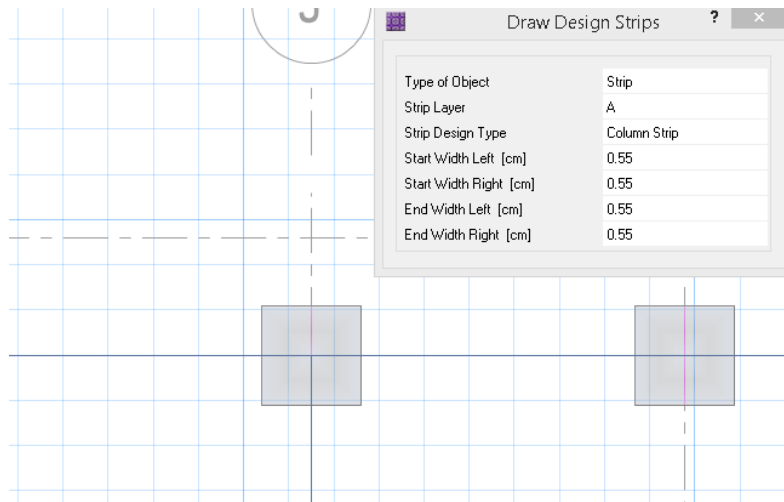 Draw Design Strips ?
Type of Object Strip
Strip Layer A
Strip Design Type Column Strip
Start Width Left [cm] 0.55
Start Width Right [cm] 0.55
End Width Left [cm] 0.55
End Width Right [cm] 0.55